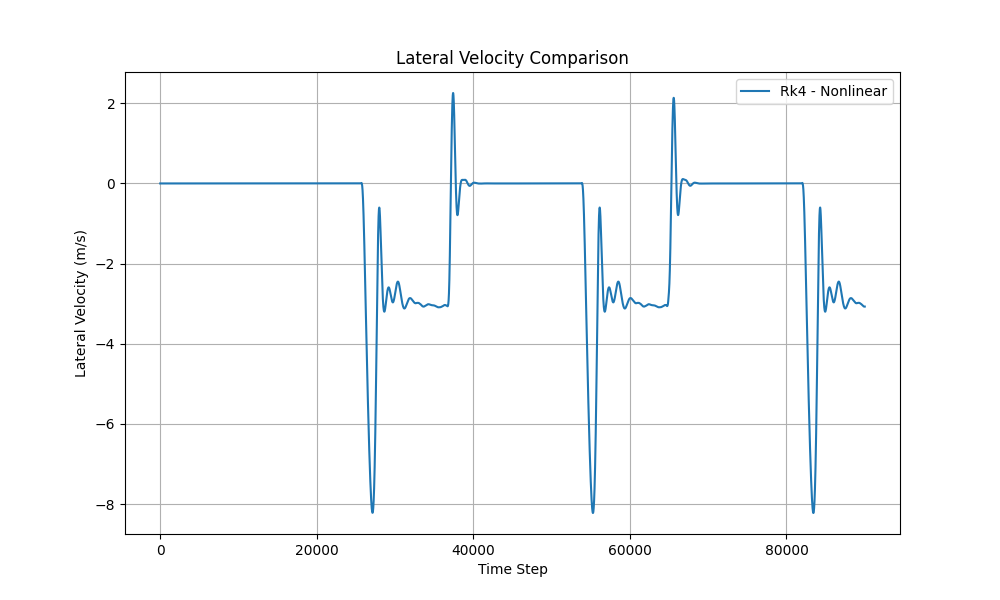 Lateral Velocity Comparison
Rk4 - Nonlinear
Lateral Velocity (m/s)
2
0
−2
−4
−6
−8
0 20000 40000 60000 80000
Time Step